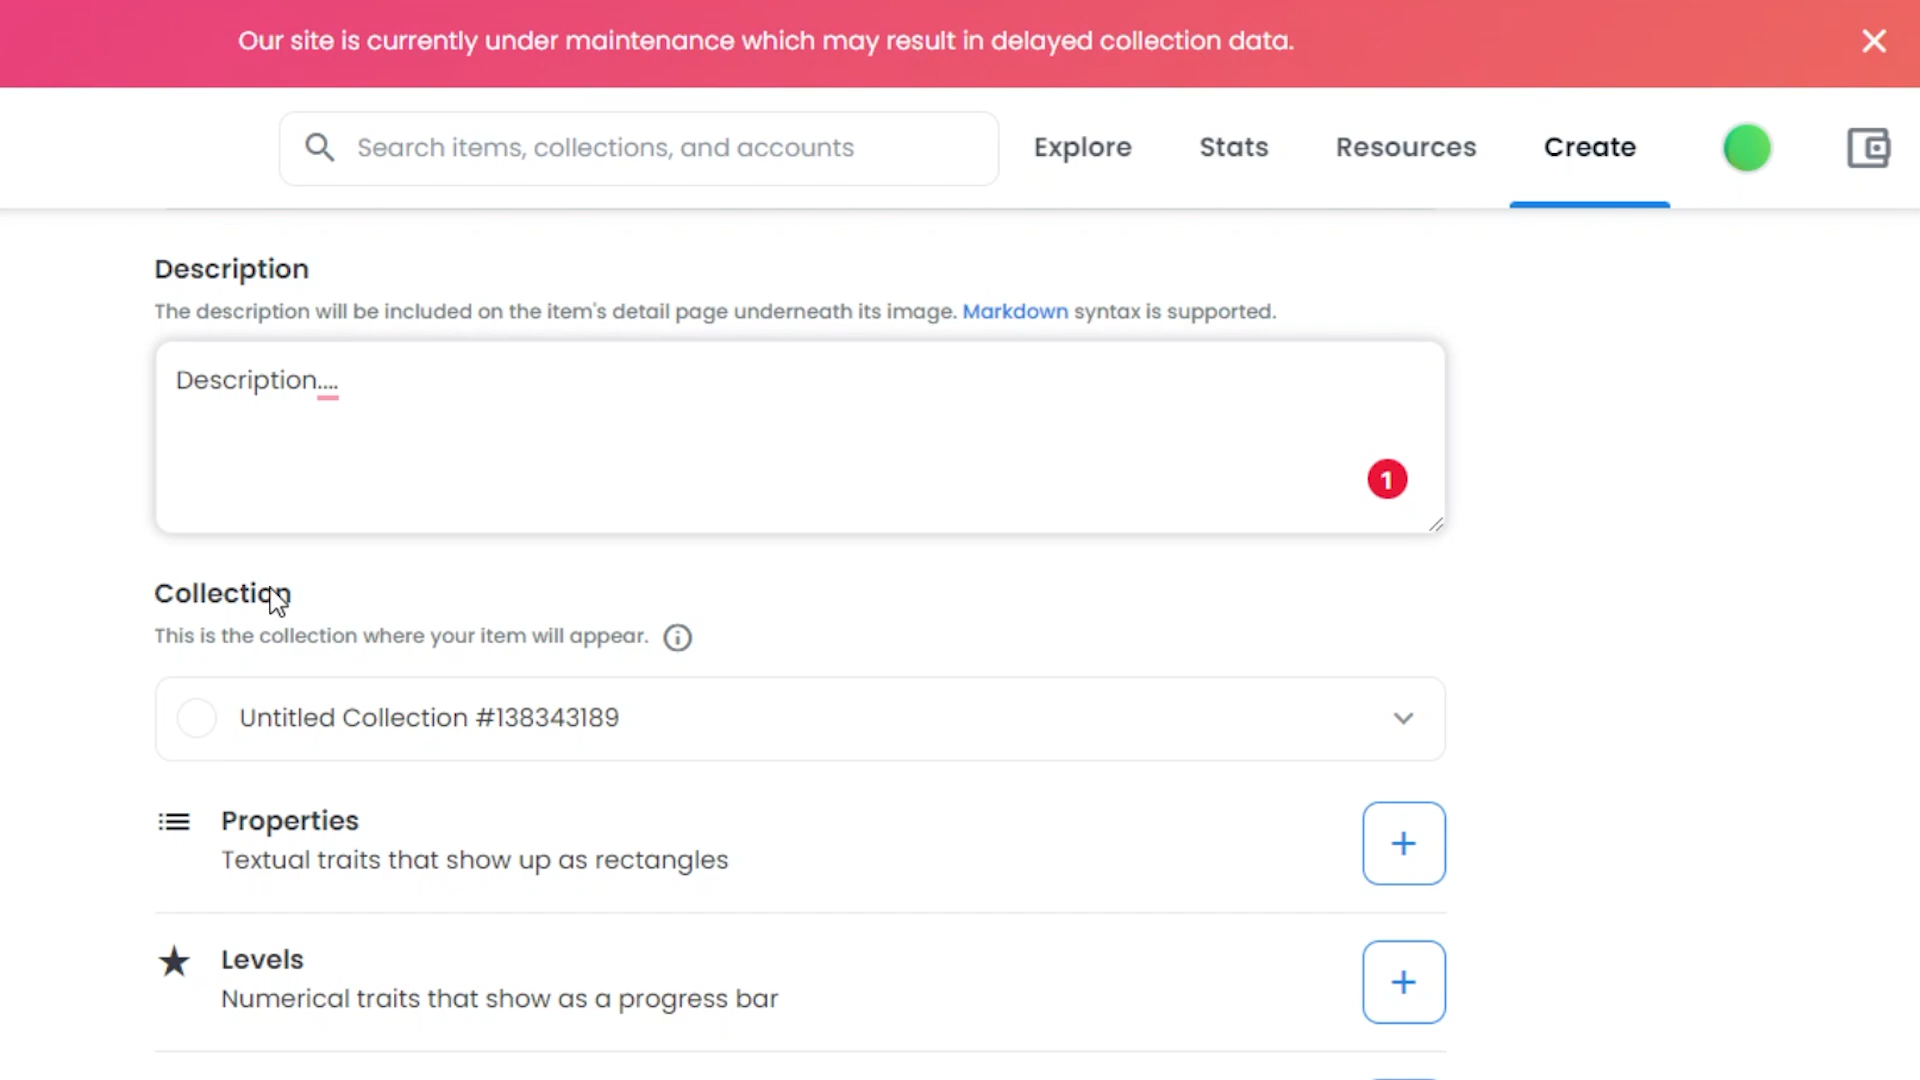 Our site is currently under maintenance which may result in delayed collection data.
Search items, collections, and accounts
Explore
Stats
Resources
Create
Description
The description will be included on the item's detail page underneath its image. Markdown syntax is supported.
Description....
1
Collection
This is the collection where your item will appear.
Untitled Collection #138343189
Properties
Textual traits that show up as rectangles
Levels
Numerical traits that show as a progress bar